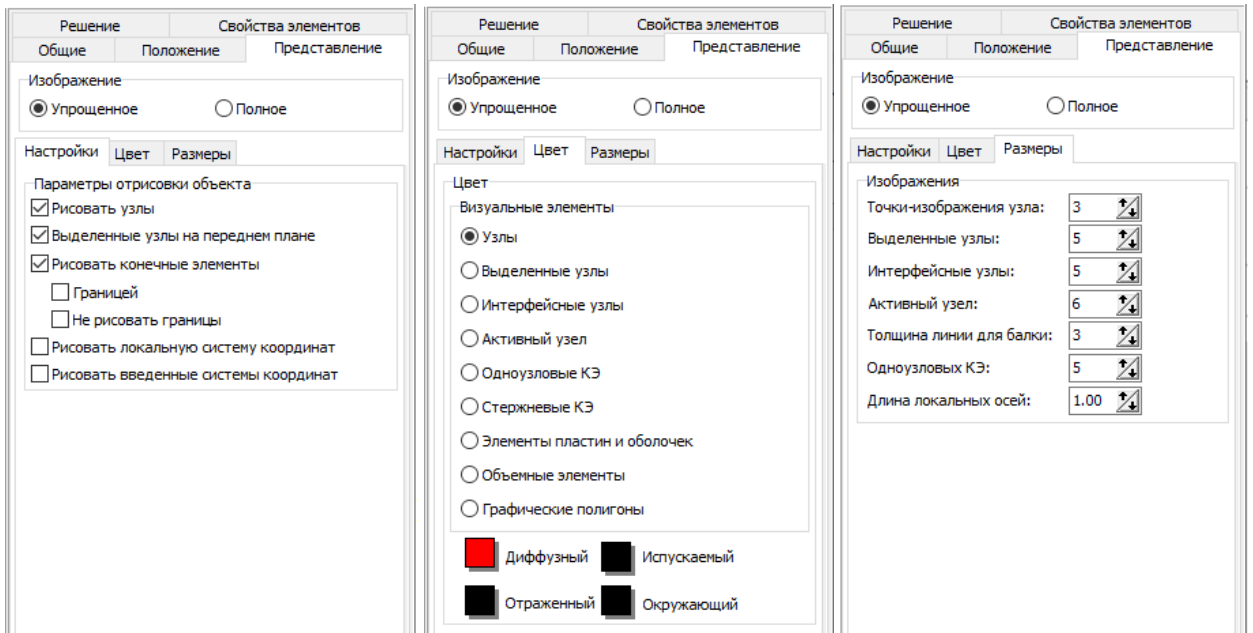 Решение Свойства элементов
Общие Положение Представление
Изображение
Упрощенное Полное
Настройки Цвет Размеры
Параметры отрисовки объекта
Рисовать узлы
Выделенные узлы на переднем плане
Рисовать конечные элементы
Границей
Не рисовать границы
Рисовать локальную систему координат
Рисовать введенные системы координат
Решение Свойства элементов
Общие Положение Представление
Изображение
Упрощенное Полное
Настройки Цвет Размеры
Цвет
Визуальные элементы
Узлы
Выделенные узлы
Интерфейсные узлы
Активный узел
Одноузловые КЭ
Стержневые КЭ
Элементы пластин и оболочек
Объемные элементы
Графические полигоны
Диффузный Испускаемый
Отраженный Окружающий
Решение Свойства элементов
Общие Положение Представление
Изображение
Упрощенное Полное
Настройки Цвет Размеры
Изображения
Точки-изображения узла: 3
Выделенные узлы: 5
Интерфейсные узлы: 5
Активный узел: 6
Толщина линии для балки: 3
Одноузловых КЭ: 5
Длина локальных осей: 1.00